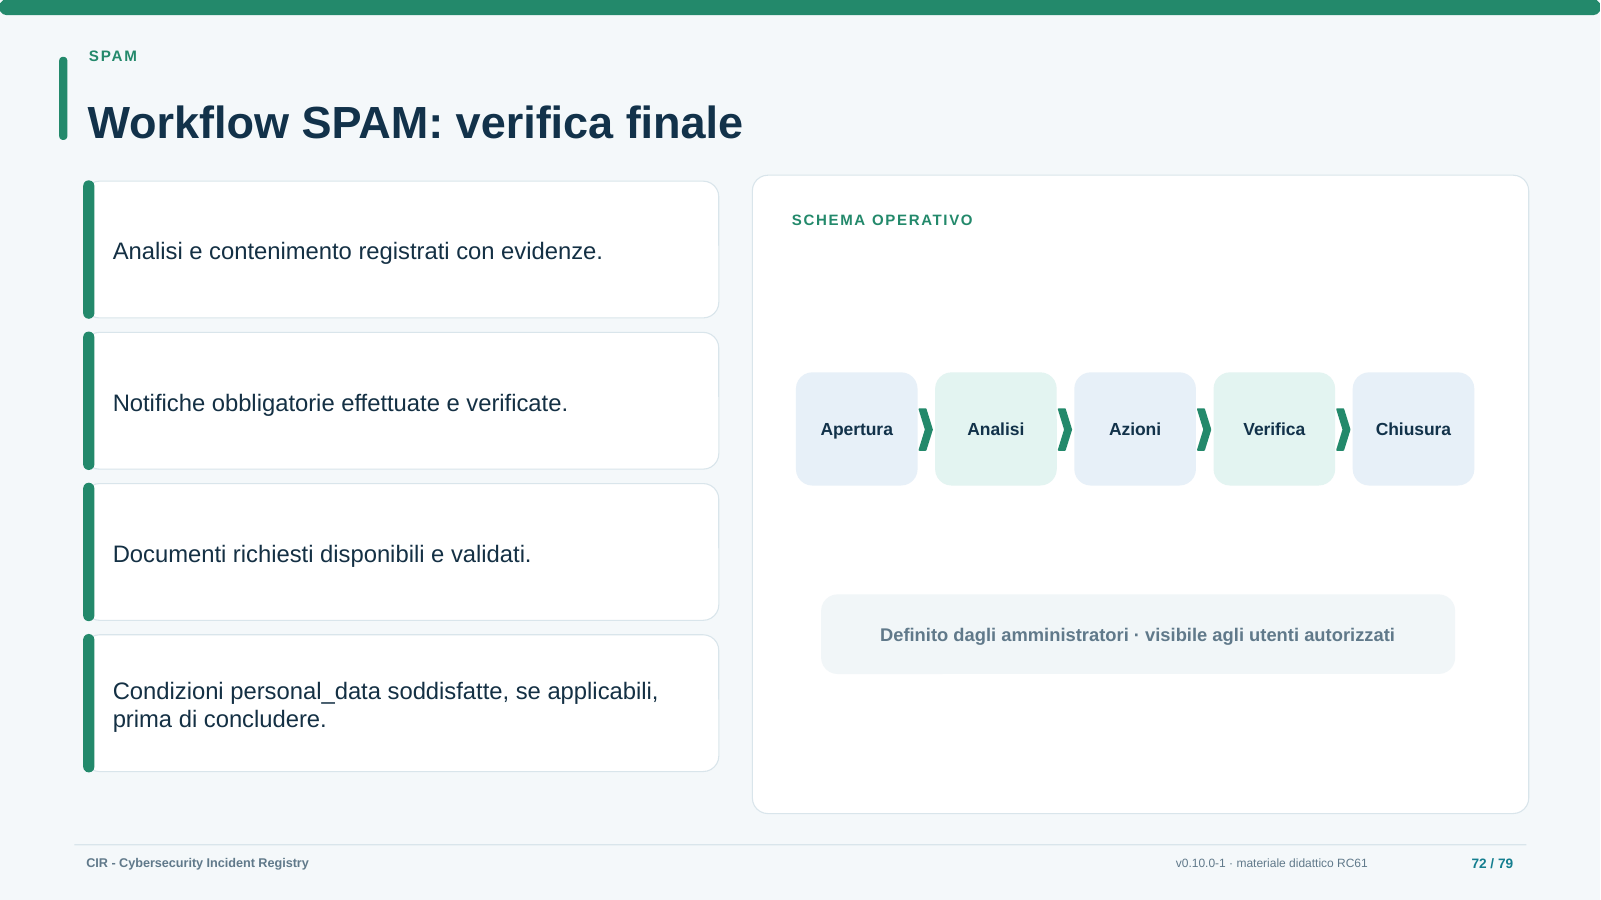 SPAM
Workflow SPAM: verifica finale
Analisi e contenimento registrati con evidenze.
Notifiche obbligatorie effettuate e verificate.
Documenti richiesti disponibili e validati.
Condizioni personal_data soddisfatte, se applicabili,
prima di concludere.
SCHEMA OPERATIVO
Apertura
Analisi
Azioni
Verifica
Chiusura
Definito dagli amministratori · visibile agli utenti autorizzati
CIR - Cybersecurity Incident Registry
v0.10.0-1 · materiale didattico RC61
72 / 79